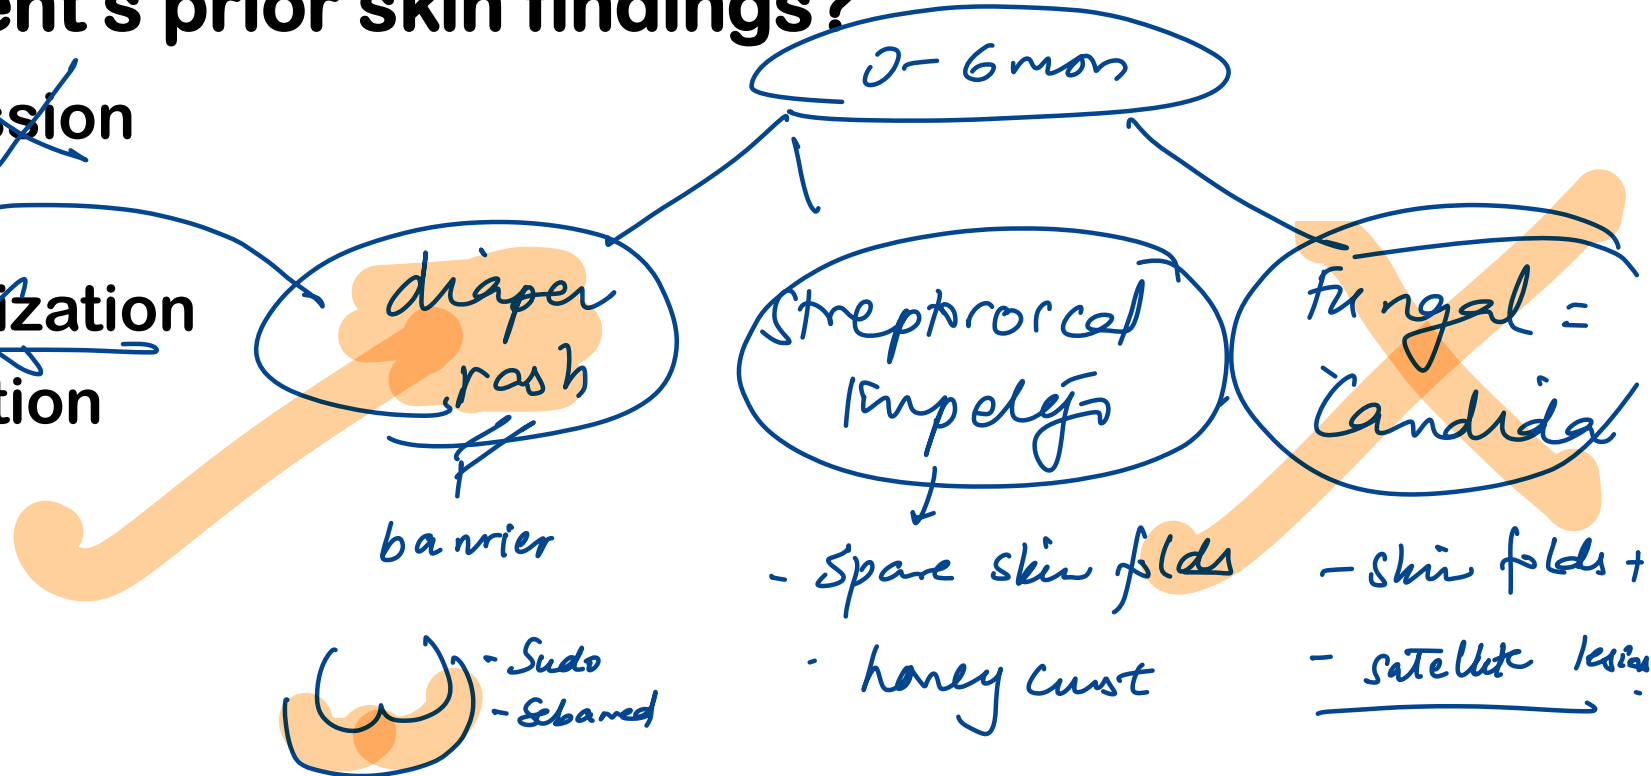 ent's prior skin findings?
0-6 mon
ssion
ization
tion
diaper
rash
barrier
- Sudo
- Sebamed
Streptococcal
Impetigo
- Spare skin folds
- honey crust
Fungal =
Candida
- skin folds +
- satellite lesion